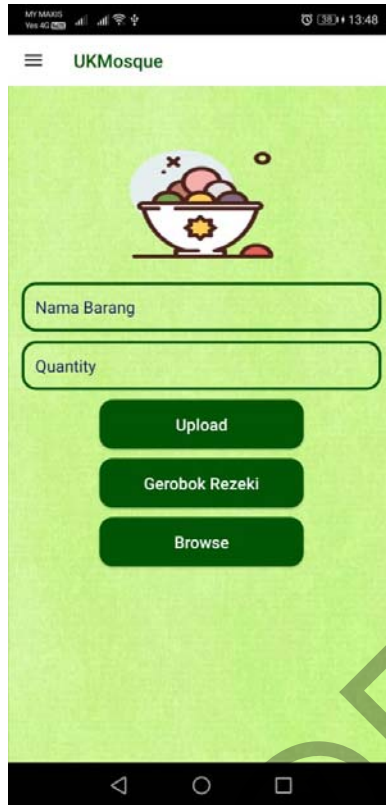 MY MAXIS
Yes 4G
38 13:48
UKMosque
Nama Barang
Quantity
Upload
Gerobok Rezeki
Browse